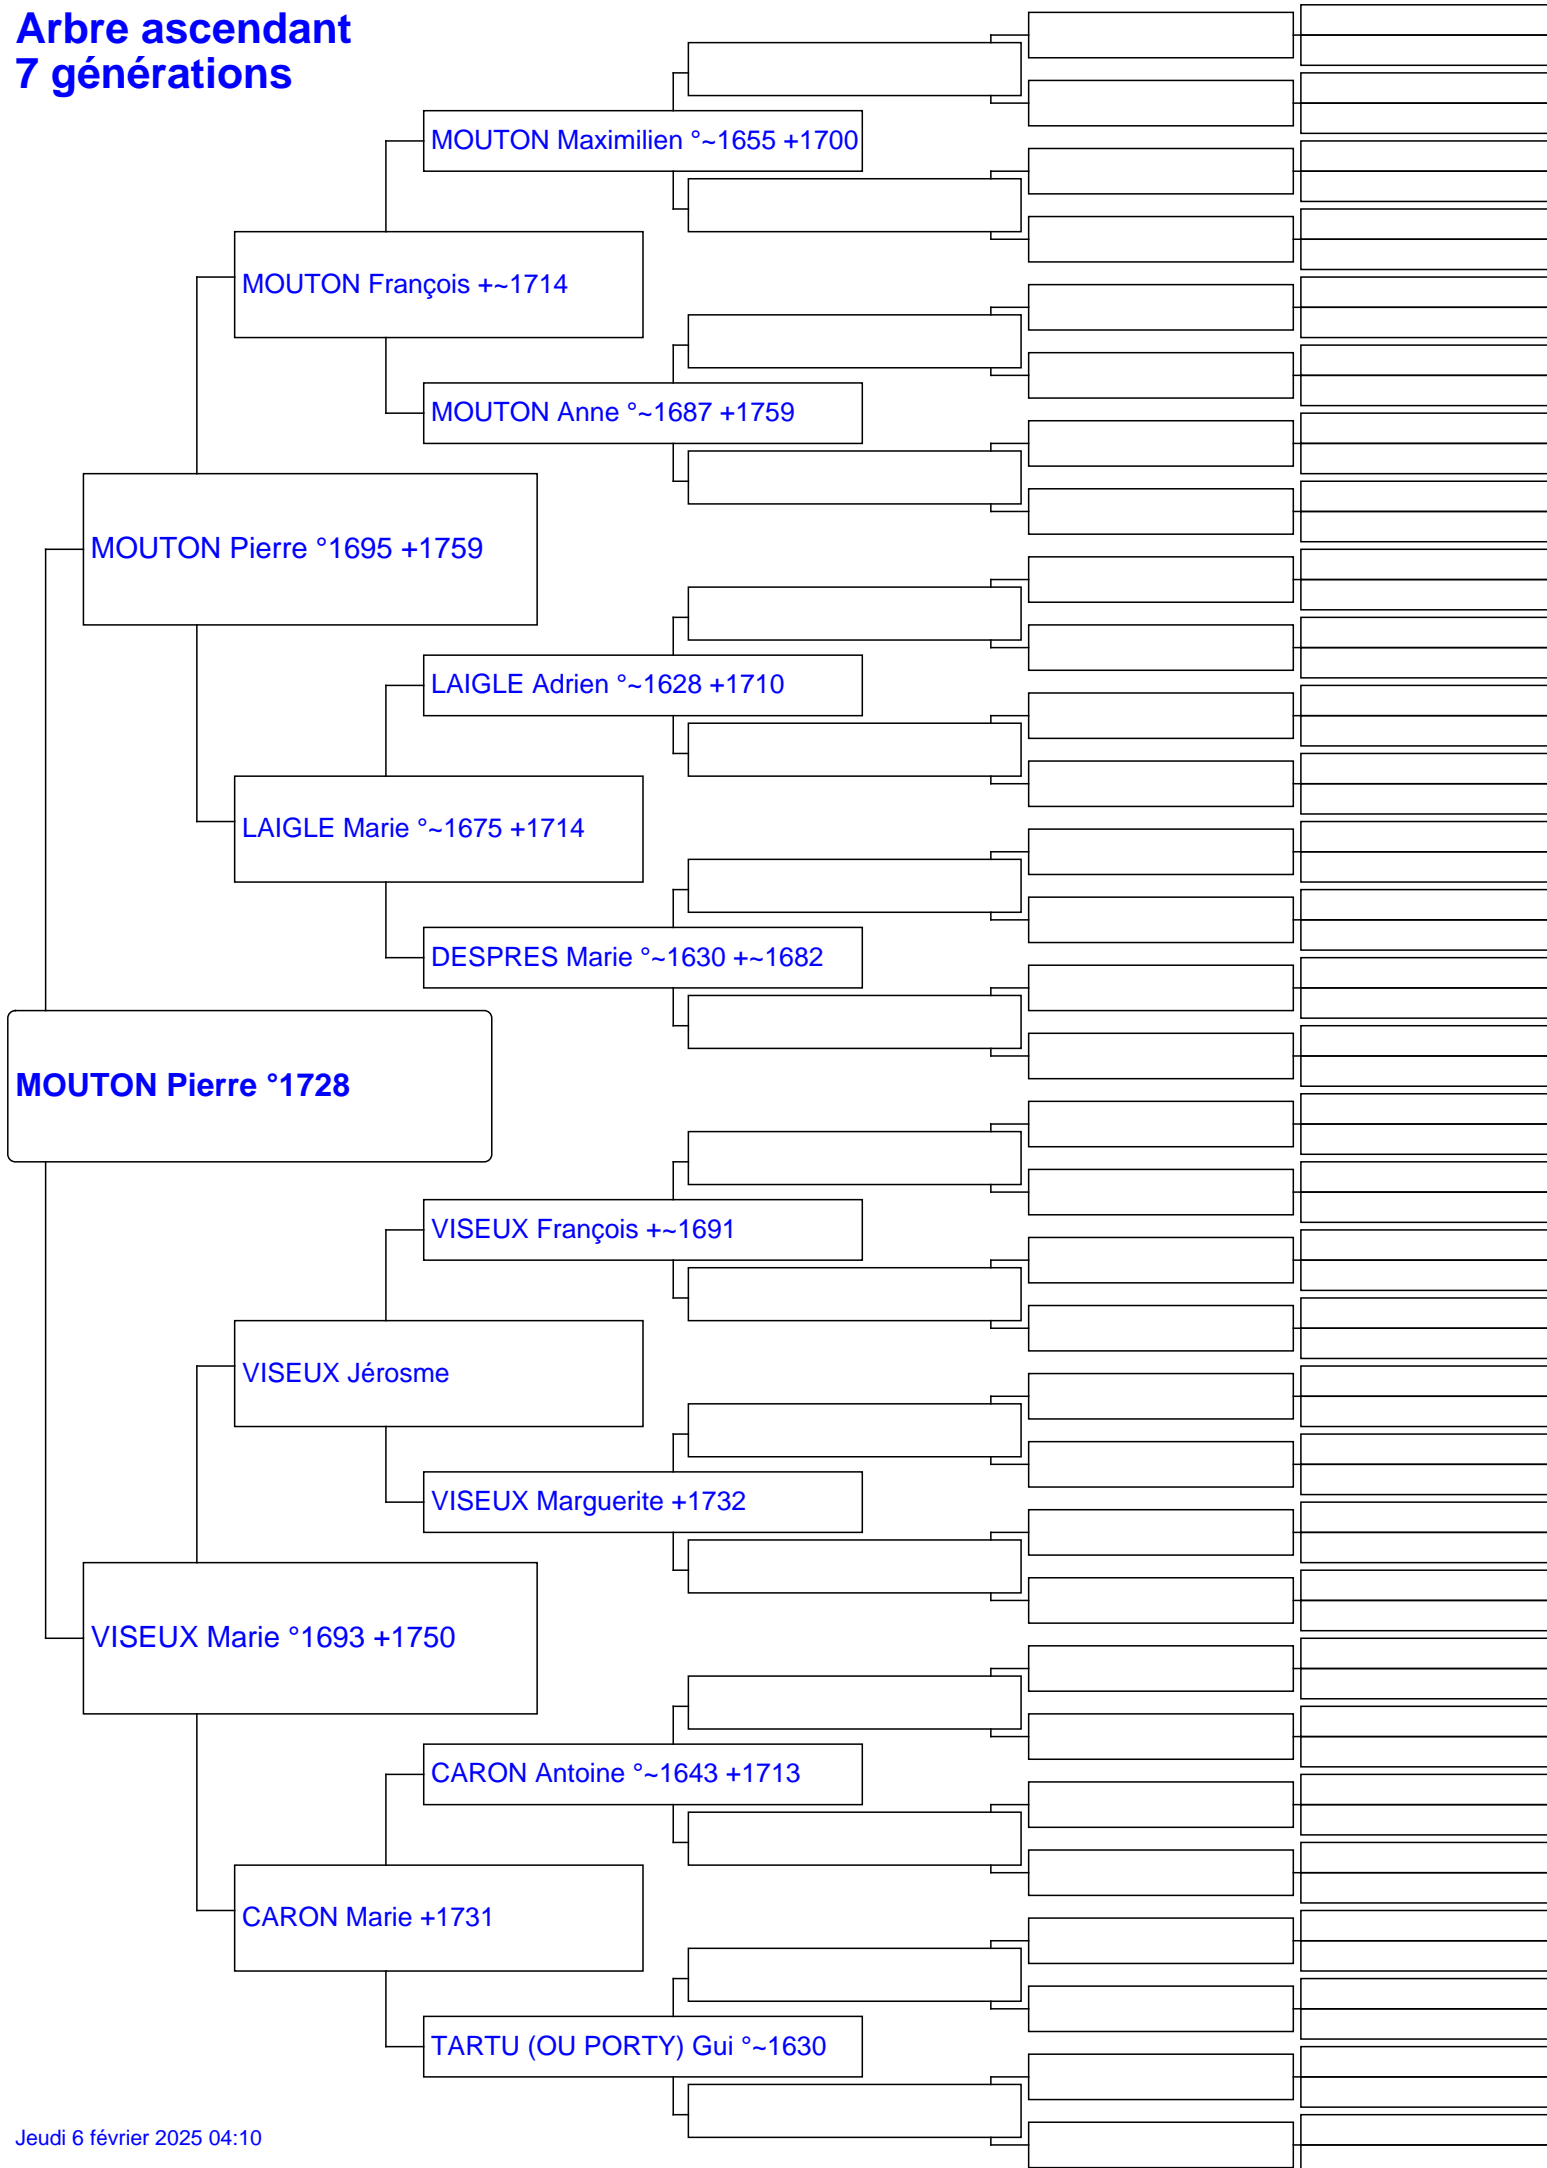 Arbre ascendant
7 générations
MOUTON Maximilien °~1655 +1700
MOUTON François +~1714
MOUTON Anne °~1687 +1759
MOUTON Pierre °1695 +1759
LAIGLE Adrien °~1628 +1710
LAIGLE Marie °~1675 +1714
DESPRES Marie °~1630 +~1682
MOUTON Pierre °1728
VISEUX François +~1691
VISEUX Jérosme
VISEUX Marguerite +1732
VISEUX Marie °1693 +1750
CARON Antoine °~1643 +1713
CARON Marie +1731
TARTU (OU PORTY) Gui °~1630
Jeudi 6 février 2025 04:10